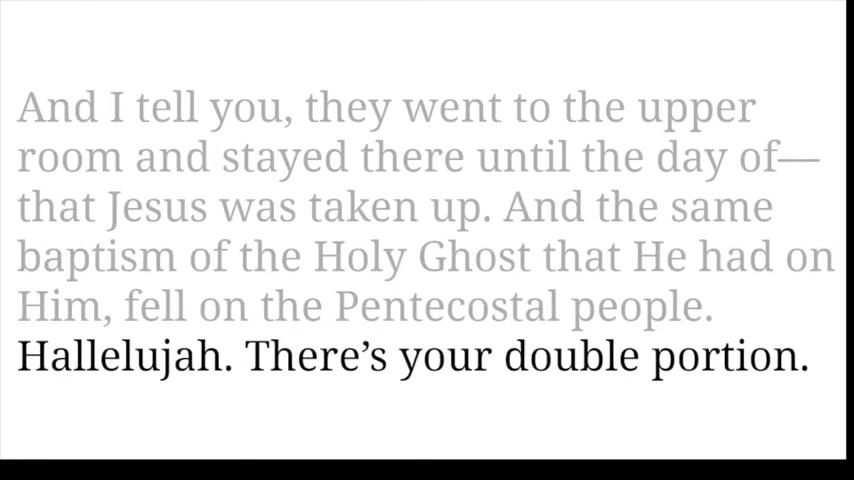 And I tell you, they went to the upper
room and stayed there until the day of—
that Jesus was taken up. And the same
baptism of the Holy Ghost that He had on
Him, fell on the Pentecostal people.
Hallelujah. There’s your double portion.